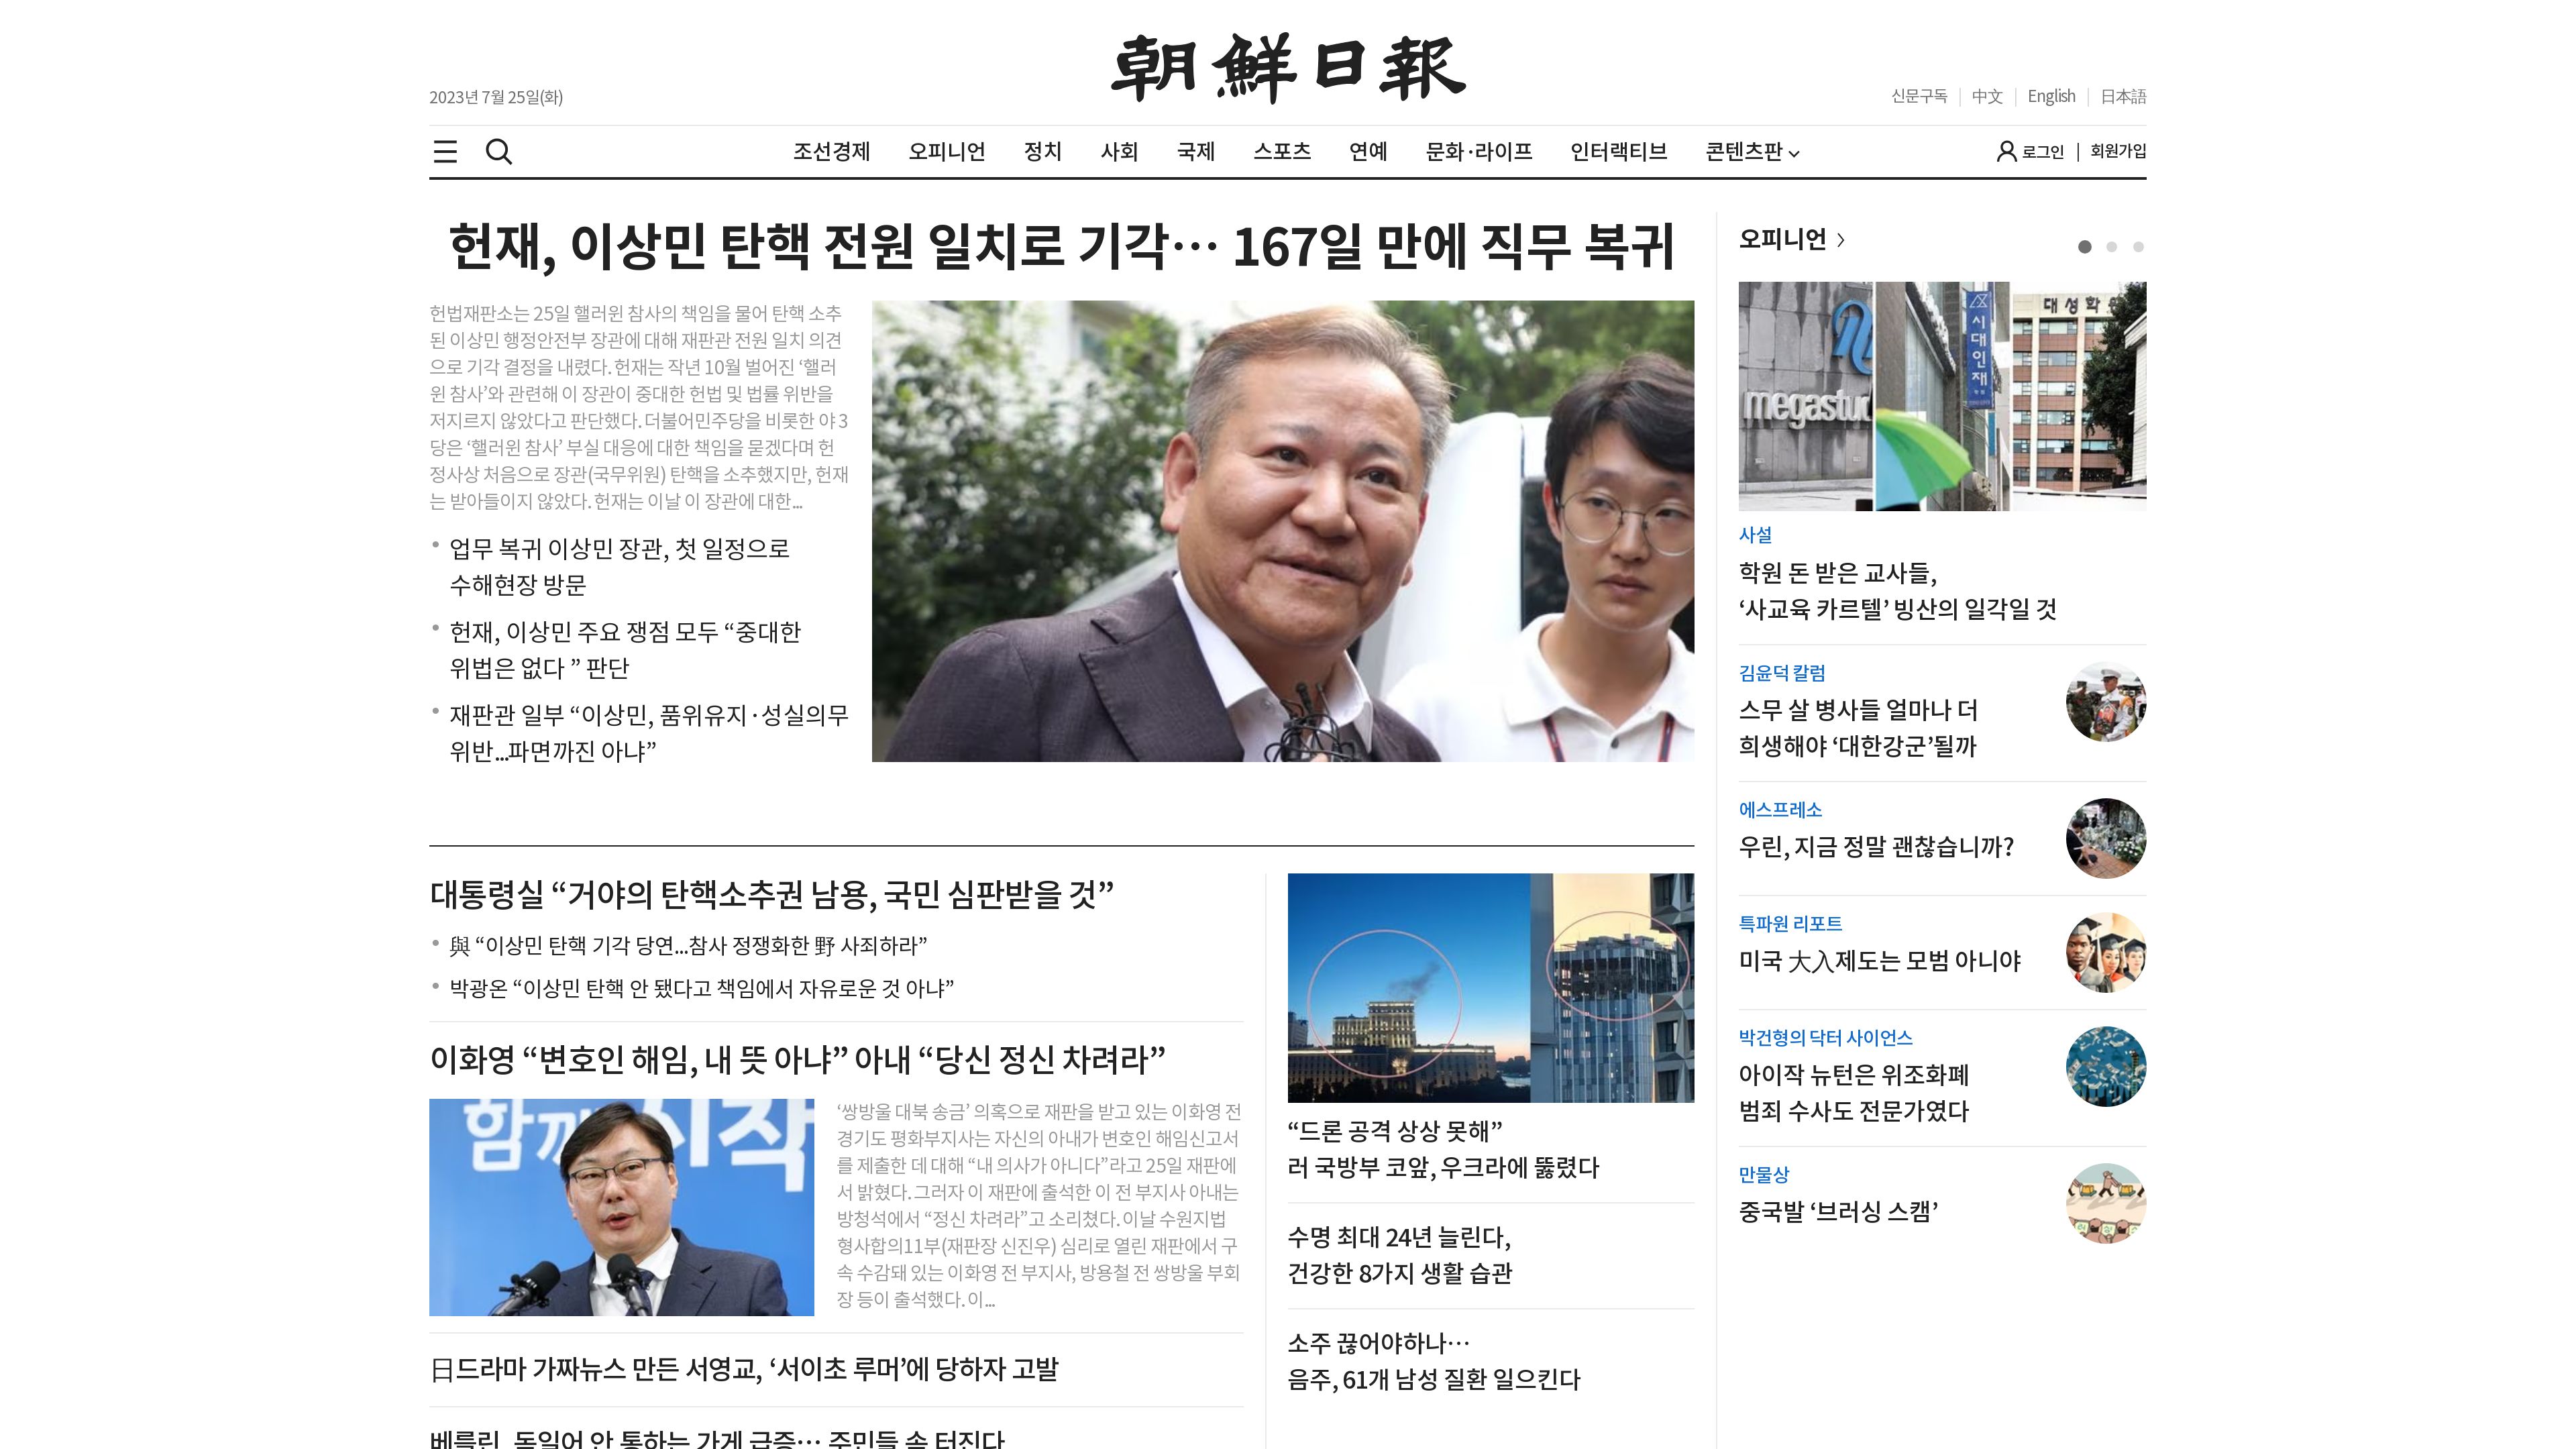 朝鮮日報
2023년 7월 25일(화)
신문구독 | 中文 | English | 日本語
조선경제 오피니언 정치 사회 국제 스포츠 연예 문화·라이프 인터랙티브 콘텐츠판
로그인 | 회원가입
헌재, 이상민 탄핵 전원 일치로 기각… 167일 만에 직무 복귀
헌법재판소는 25일 핼러윈 참사의 책임을 물어 탄핵 소추
된 이상민 행정안전부 장관에 대해 재판관 전원 일치 의견
으로 기각 결정을 내렸다. 헌재는 작년 10월 벌어진 ‘핼러
윈 참사’와 관련해 이 장관이 중대한 헌법 및 법률 위반을
저지르지 않았다고 판단했다. 더불어민주당을 비롯한 야 3
당은 ‘핼러윈 참사’ 부실 대응에 대한 책임을 묻겠다며 헌
정사상 처음으로 장관(국무위원) 탄핵을 소추했지만, 헌재
는 받아들이지 않았다. 헌재는 이날 이 장관에 대한...
업무 복귀 이상민 장관, 첫 일정으로
수해현장 방문
헌재, 이상민 주요 쟁점 모두 “중대한
위법은 없다 ” 판단
재판관 일부 “이상민, 품위유지·성실의무
위반...파면까진 아냐”
대통령실 “거야의 탄핵소추권 남용, 국민 심판받을 것”
與 “이상민 탄핵 기각 당연...참사 정쟁화한 野 사죄하라”
박광온 “이상민 탄핵 안 됐다고 책임에서 자유로운 것 아냐”
이화영 “변호인 해임, 내 뜻 아냐” 아내 “당신 정신 차려라”
함께 시작
‘쌍방울 대북 송금’ 의혹으로 재판을 받고 있는 이화영 전
경기도 평화부지사는 자신의 아내가 변호인 해임신고서
를 제출한 데 대해 “내 의사가 아니다”라고 25일 재판에
서 밝혔다. 그러자 이 재판에 출석한 이 전 부지사 아내는
방청석에서 “정신 차려라”고 소리쳤다. 이날 수원지법
형사합의11부(재판장 신진우) 심리로 열린 재판에서 구
속 수감돼 있는 이화영 전 부지사, 방용철 전 쌍방울 부회
장 등이 출석했다. 이...
日드라마 가짜뉴스 만든 서영교, ‘서이초 루머’에 당하자 고발
베를린, 독일어 안 통하는 가게 급증… 주민들 속 터진다
“드론 공격 상상 못해”
러 국방부 코앞, 우크라에 뚫렸다
수명 최대 24년 늘린다,
건강한 8가지 생활 습관
소주 끊어야하나…
음주, 61개 남성 질환 일으킨다
오피니언
megastud
시대인재
대성학원
사설
학원 돈 받은 교사들,
‘사교육 카르텔’ 빙산의 일각일 것
김윤덕 칼럼
스무 살 병사들 얼마나 더
희생해야 ‘대한강군’될까
에스프레소
우린, 지금 정말 괜찮습니까?
특파원 리포트
미국 大入제도는 모범 아니야
박건형의 닥터 사이언스
아이작 뉴턴은 위조화폐
범죄 수사도 전문가였다
만물상
중국발 ‘브러싱 스캠’